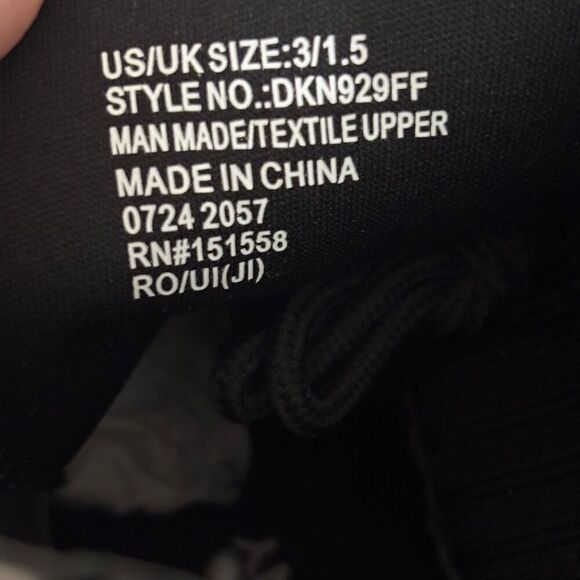 US/UK SIZE:3/1.5
STYLE NO.:DKN929FF
MAN MADE/TEXTILE UPPER
MADE IN CHINA
0724 2057
RN#151558
RO/UI(JI)